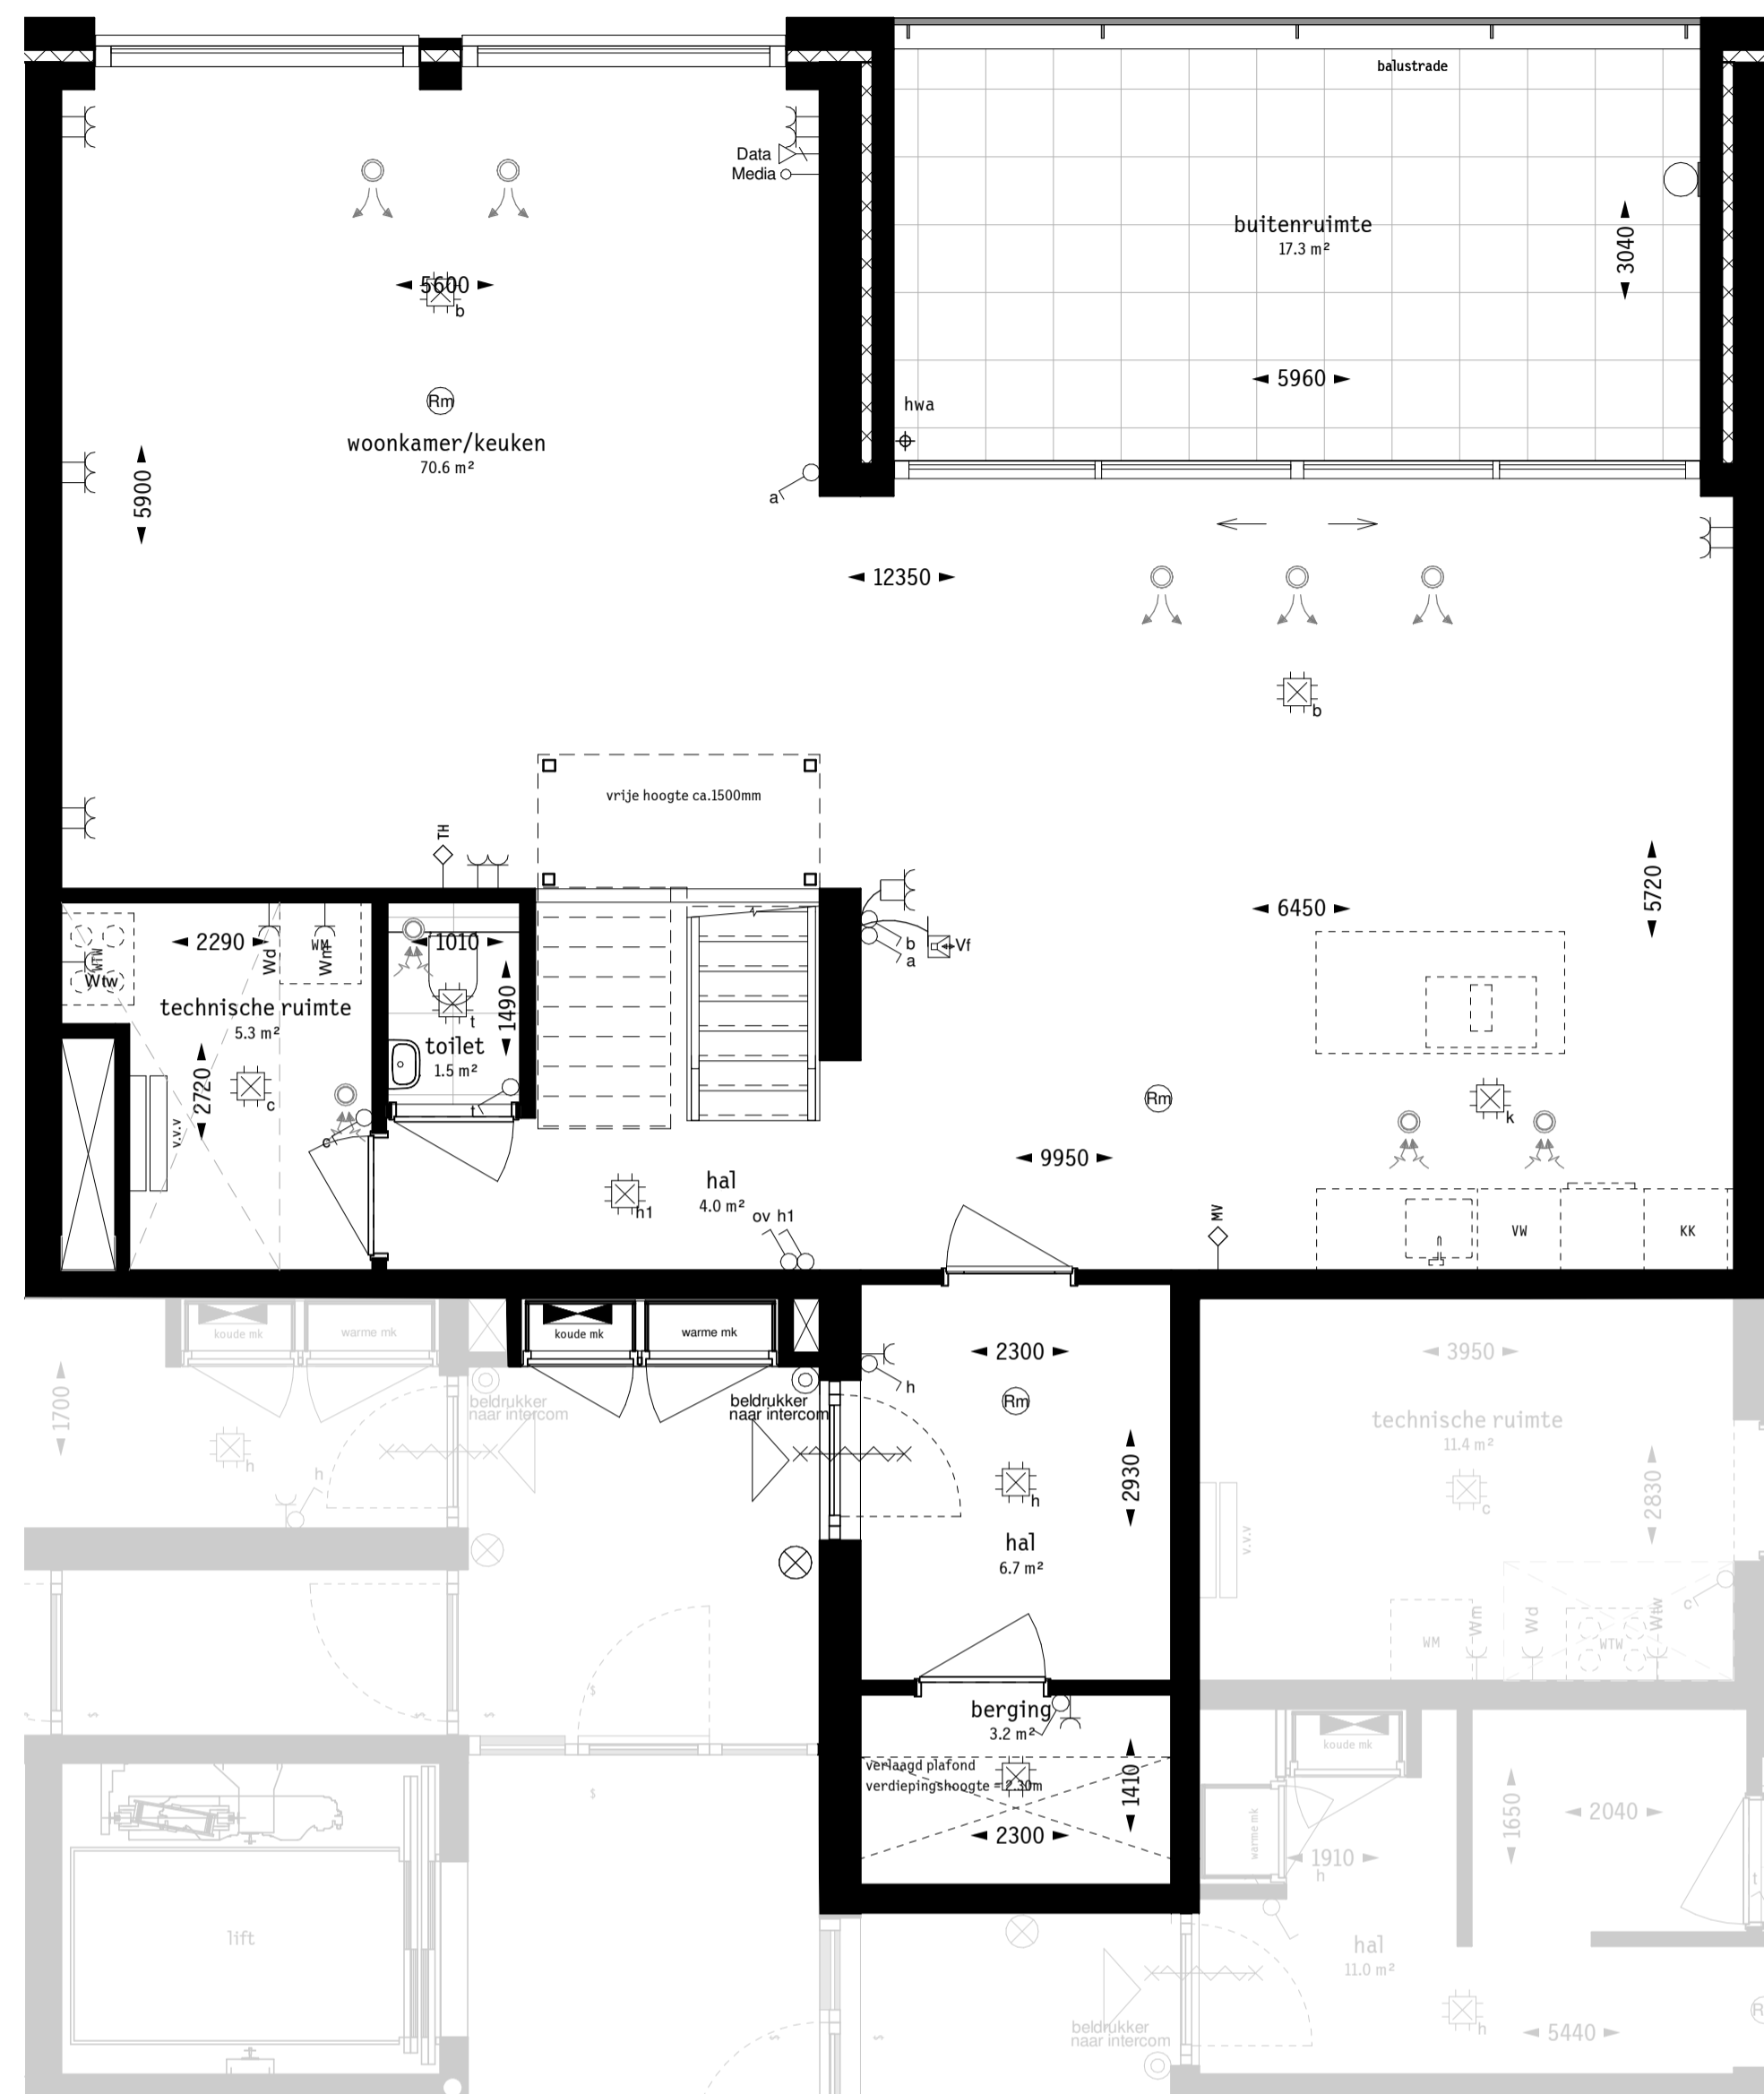 balustrade
Data
Media
buitenruimte
17.3 m²
3040
5600
b
5960
hwa
Rm
woonkamer/keuken
70.6 m²
5900
a
12350
b
vrije hoogte ca.1500mm
TH
5720
6450
2290
1010
WM
Wd
Wm
WTW
Wtw
b
a
Vf
technische ruimte
5.3 m²
1490
t
toilet
1.5 m²
2720
c
t
v.v.v
c
Rm
k
9950
hal
4.0 m²
h1
ov h1
MV
VW
KK
koude mk
warme mk
koude mk
warme mk
2300
3950
1700
h
Rm
beldrukker
naar intercom
beldrukker
naar intercom
technische ruimte
11.4 m²
2930
2830
h
h
h
c
v.v.v
hal
6.7 m²
WM
Wm
Wd
WTW
Wtw
c
berging
3.2 m²
koude mk
verlaagd plafond
verdiepingshoogte = 2.30m
1410
1650
2040
2300
warme mk
1910
h
t
lift
hal
11.0 m²
h
R
beldrukker
naar intercom
5440